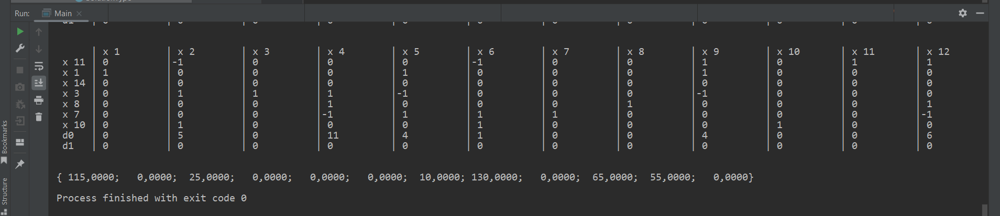 Run: Main
x 1 x 2 x 3 x 4 x 5 x 6 x 7 x 8 x 9 x 10 x 11 x 12
x 11 | 0 | -1 | 0 | 0 | 0 | -1 | 0 | 0 | 1 | 0 | 1 | 1
x 1 | 1 | 0 | 0 | 0 | 1 | 0 | 0 | 0 | 1 | 0 | 0 | 0
x 14 | 0 | 0 | 0 | 0 | 0 | 0 | 0 | 0 | 0 | 0 | 0 | 0
x 3 | 0 | 1 | 1 | 1 | -1 | 0 | 0 | 0 | -1 | 0 | 0 | 0
x 8 | 0 | 0 | 0 | 1 | 0 | 0 | 0 | 1 | 0 | 0 | 0 | 1
x 7 | 0 | 0 | 0 | -1 | 1 | 1 | 1 | 0 | 0 | 0 | 0 | -1
x 10 | 0 | 1 | 0 | 0 | 0 | 1 | 0 | 0 | 0 | 1 | 0 | 0
d0 | 0 | 5 | 0 | 11 | 4 | 1 | 0 | 0 | 4 | 0 | 0 | 6
d1 | 0 | 0 | 0 | 0 | 0 | 0 | 0 | 0 | 0 | 0 | 0 | 0
{ 115,0000; 0,0000; 25,0000; 0,0000; 0,0000; 0,0000; 10,0000; 130,0000; 0,0000; 65,0000; 55,0000; 0,0000}
Process finished with exit code 0
Bookmarks
Structure